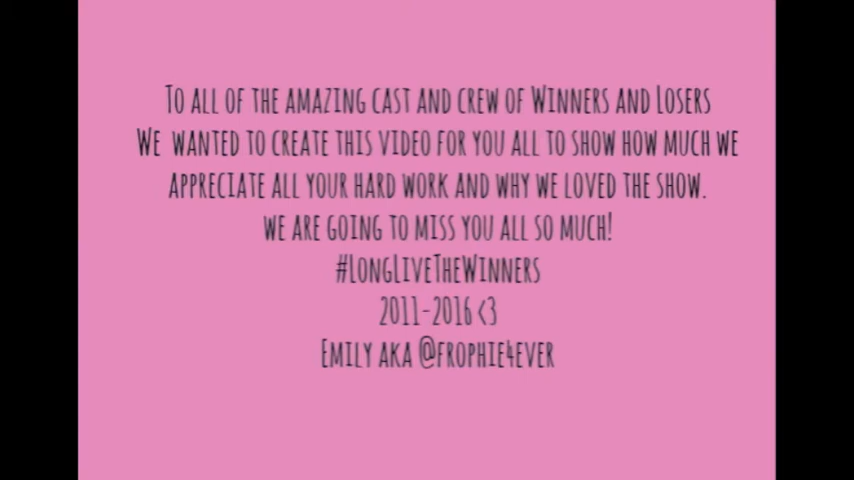 To all of the amazing cast and crew of Winners and Losers
We wanted to create this video for you all to show how much we
appreciate all your hard work and why we loved the show.
we are going to miss you all so much!
#LongLiveTheWinners
2011-2016 <3
Emily aka @frophie4ever